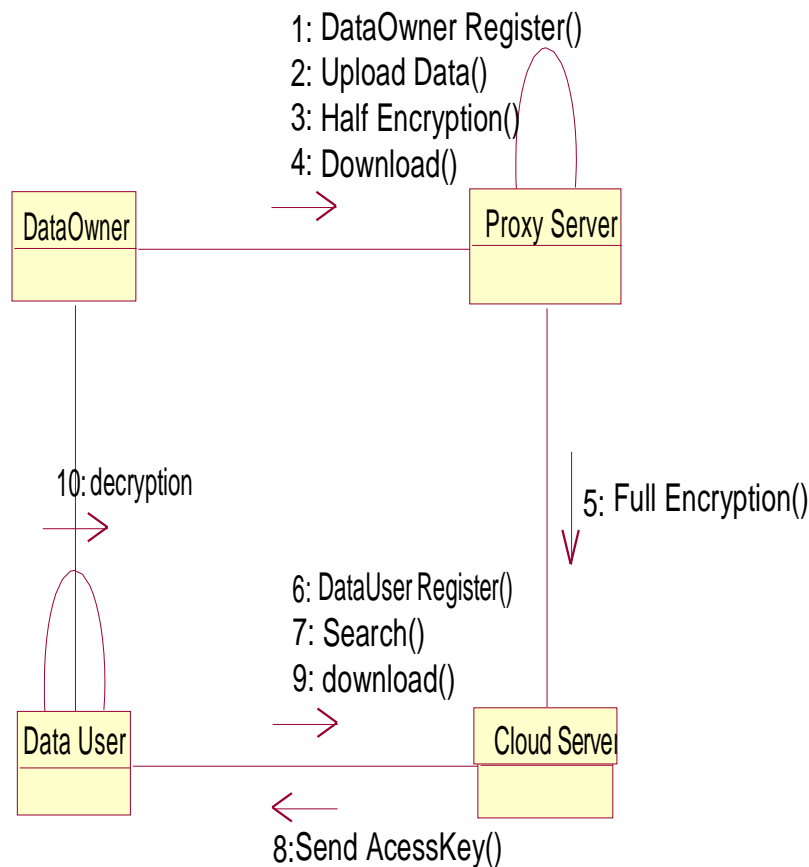 1: DataOwner Register()
2: Upload Data()
3: Half Encryption()
4: Download()
DataOwner
Proxy Server
10: decryption
5: Full Encryption()
6: DataUser Register()
7: Search()
9: download()
Data User
Cloud Server
8:Send AcessKey()